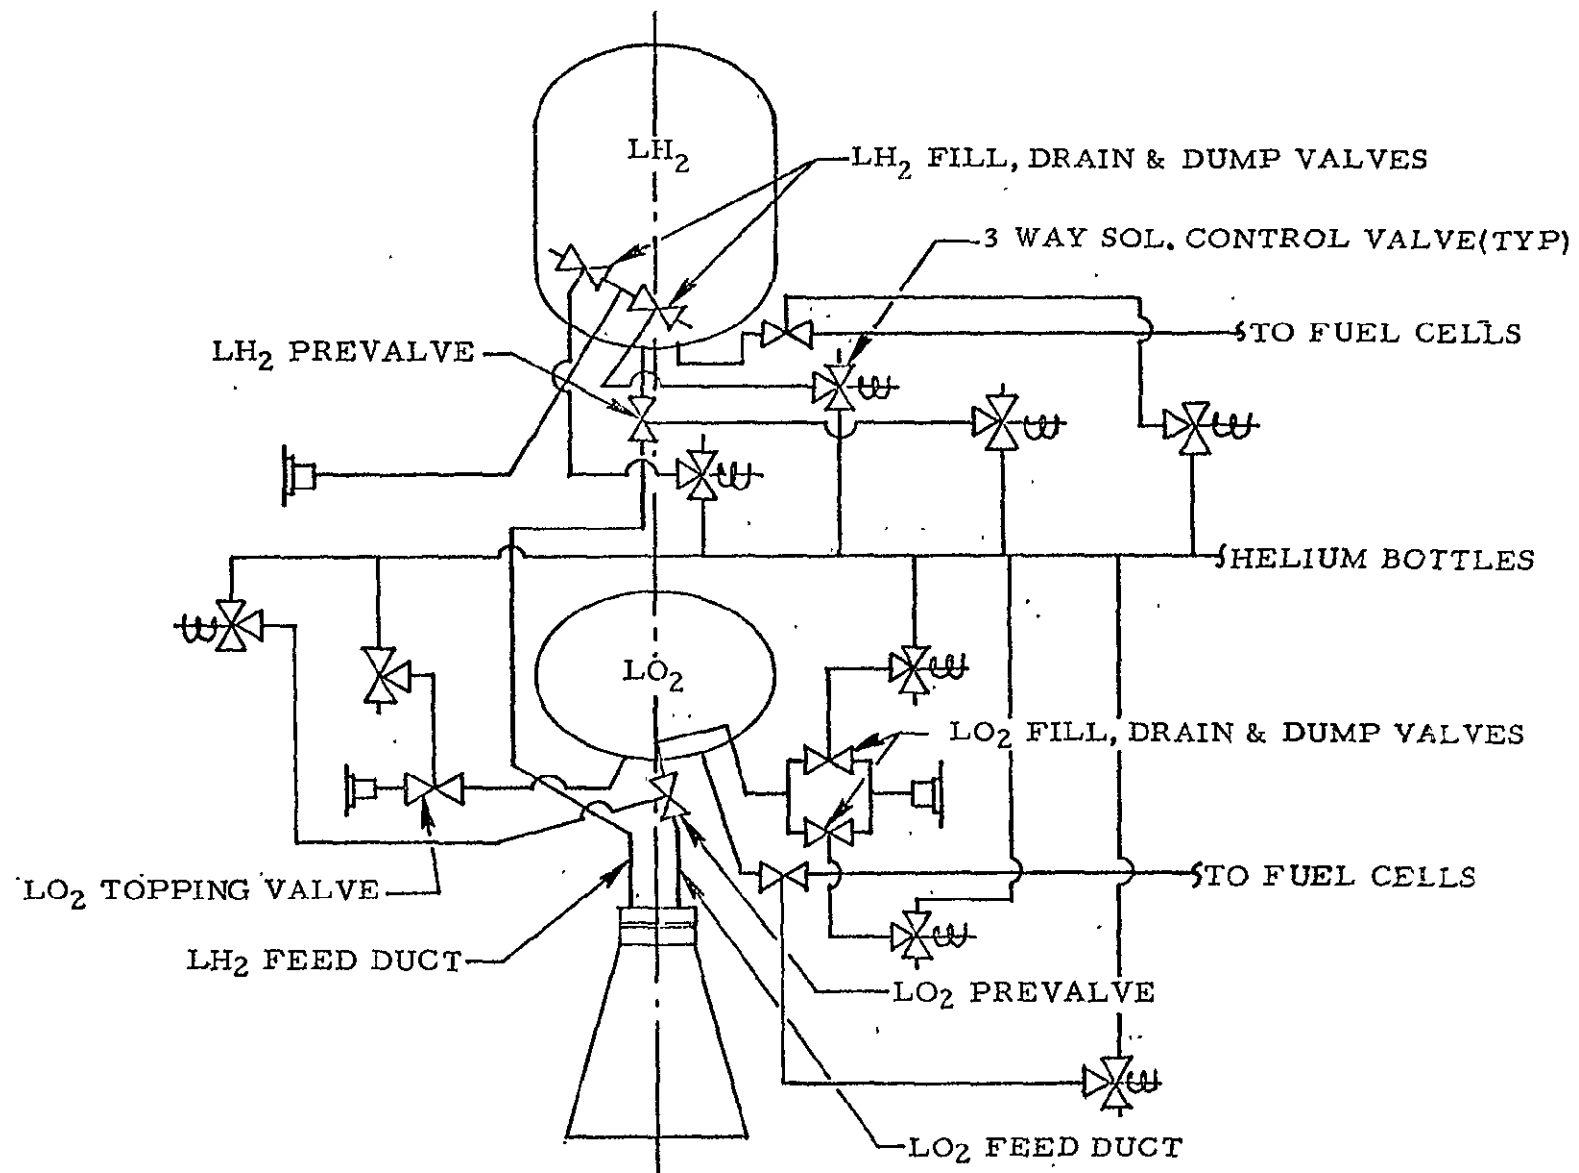 LH₂
LH₂ FILL, DRAIN & DUMP VALVES
3 WAY SOL. CONTROL VALVE(TYP)
TO FUEL CELLS
LH₂ PREVALVE
HELIUM BOTTLES
LO₂
LO₂ FILL, DRAIN & DUMP VALVES
TO FUEL CELLS
LO₂ TOPPING VALVE
LH₂ FEED DUCT
LO₂ PREVALVE
LO₂ FEED DUCT